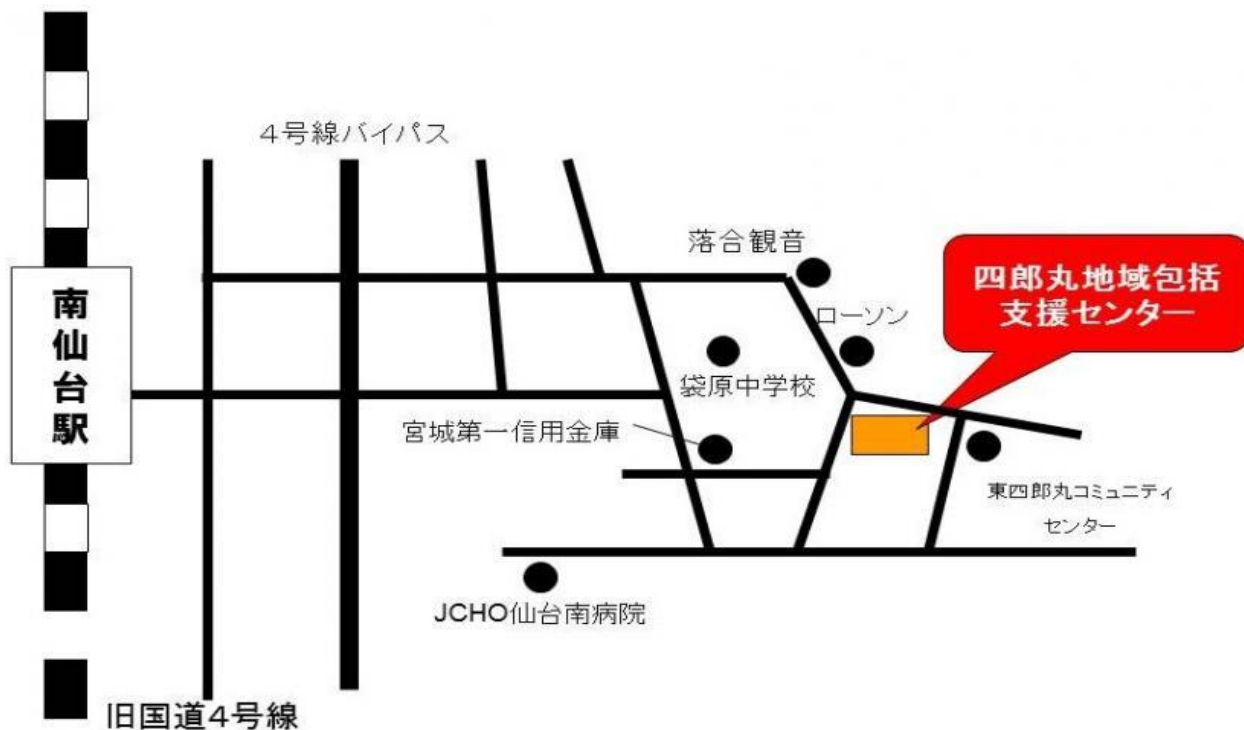 4号線バイパス
落合観音
四郎丸地域包括
支援センター
南仙台駅
ローソン
袋原中学校
宮城第一信用金庫
東四郎丸コミュニティ
センター
JCHO仙台南病院
旧国道4号線